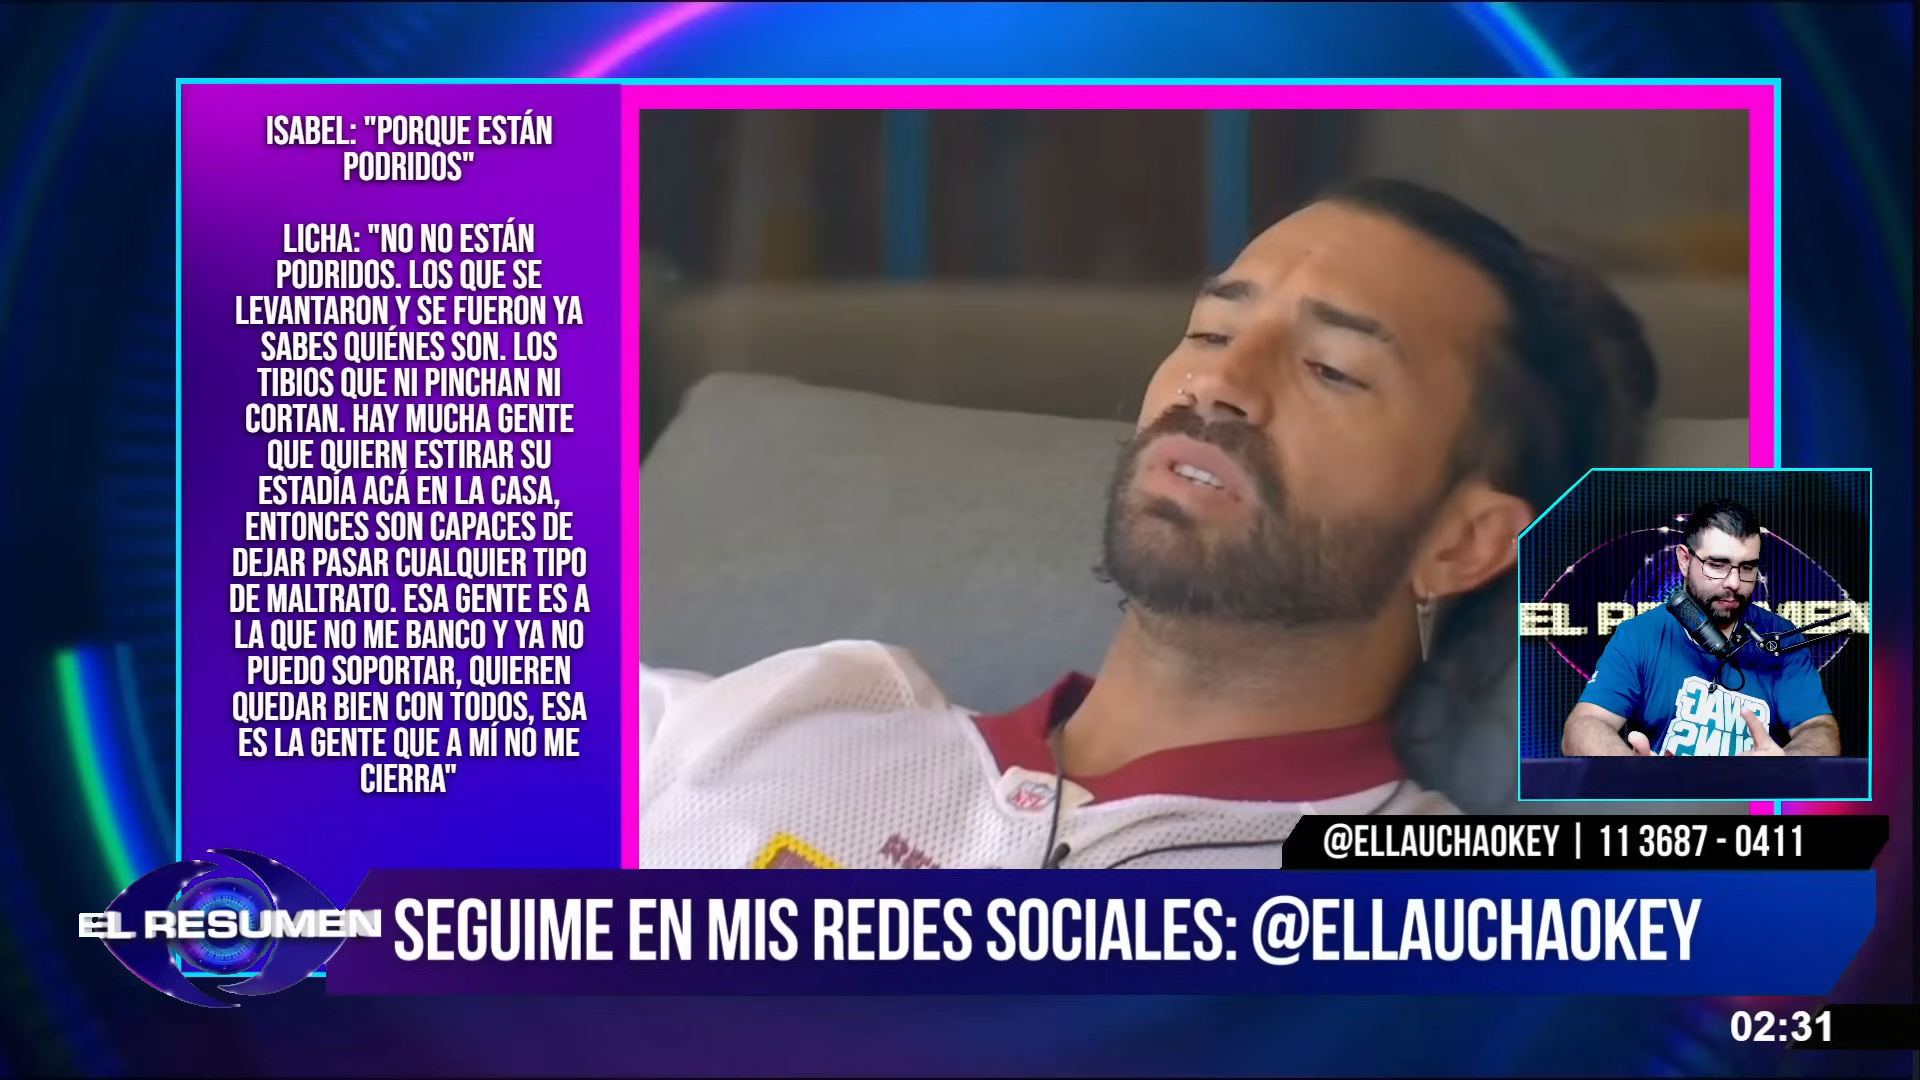 ISABEL: "PORQUE ESTÁN
PODRIDOS"
LICHA: "NO NO ESTÁN
PODRIDOS. LOS QUE SE
LEVANTARON Y SE FUERON YA
SABES QUIÉNES SON. LOS
TIBIOS QUE NI PINCHAN NI
CORTAN. HAY MUCHA GENTE
QUE QUIERN ESTIRAR SU
ESTADÍA ACÁ EN LA CASA,
ENTONCES SON CAPACES DE
DEJAR PASAR CUALQUIER TIPO
DE MALTRATO. ESA GENTE ES A
LA QUE NO ME BANCO Y YA NO
PUEDO SOPORTAR, QUIEREN
QUEDAR BIEN CON TODOS, ESA
ES LA GENTE QUE A MÍ NO ME
CIERRA"
NFL
@ELLAUCHAOKEY | 11 3687 - 0411
EL RESUMEN
SEGUIME EN MIS REDES SOCIALES: @ELLAUCHAOKEY
02:31